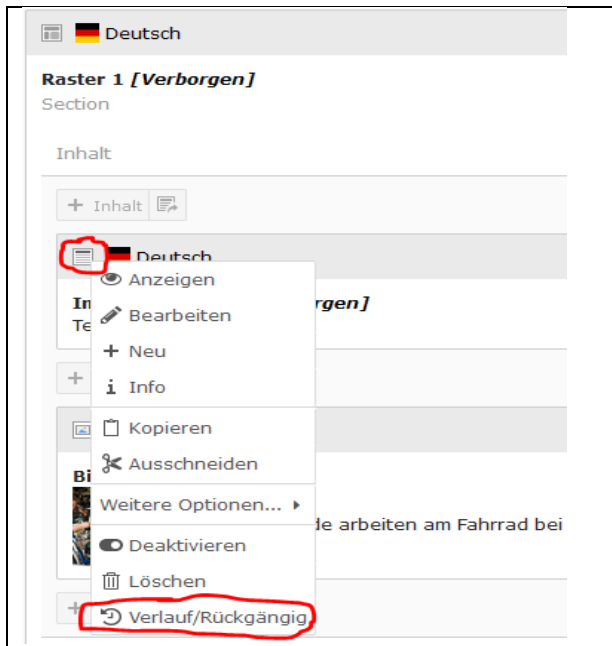 Deutsch
Raster 1 [Verborgen]
Section
Inhalt
+ Inhalt
Deutsch
Anzeigen
rgen]
Bearbeiten
+ Neu
Info
Kopieren
Ausschneiden
Weitere Optionen...
de arbeiten am Fahrrad bei
Deaktivieren
Löschen
Verlauf/Rückgängig